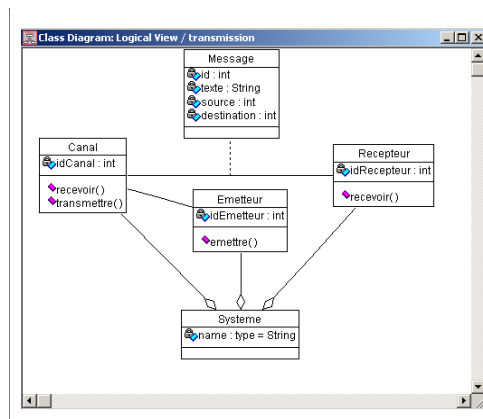 Class Diagram: Logical View / transmission
Message
id : int
texte : String
source : int
destination : int
Canal
idCanal : int
recevoir()
transmettre()
Recepteur
idRecepteur : int
recevoir()
Emetteur
idEmetteur : int
emettre()
Systeme
name : type = String